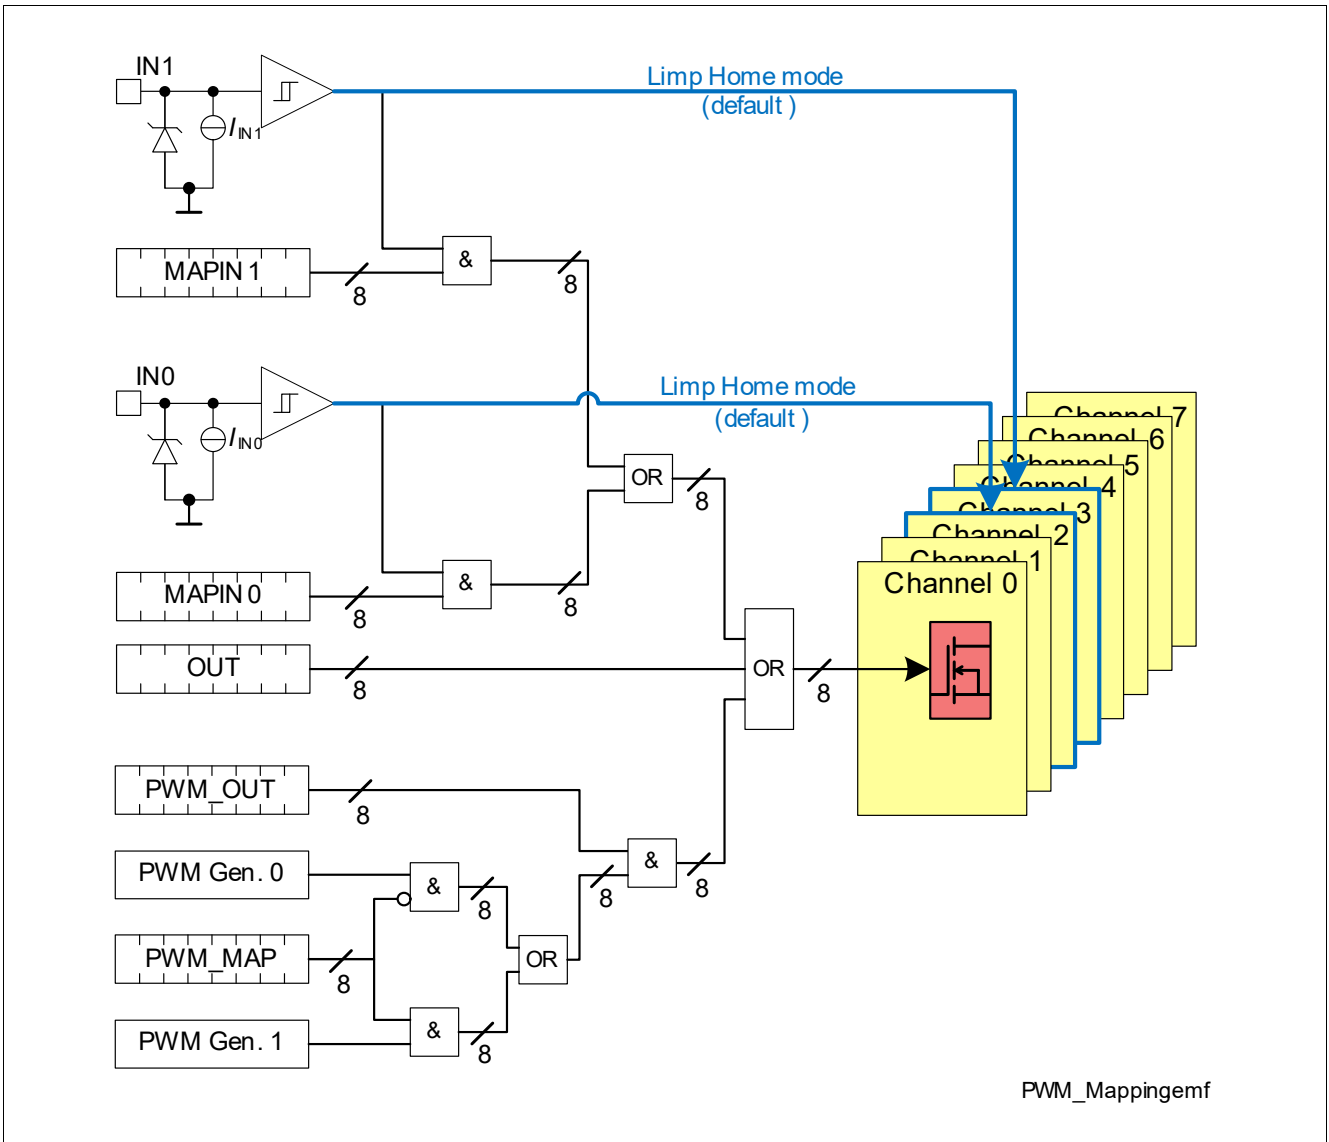 IN1
Limp Home mode
(default )
I IN1
MAPIN 1
&
8
8
IN0
Limp Home mode
(default )
I IN0
Channel 7
Channel 6
Channel 5
Channel 4
Channel 3
Channel 2
Channel 1
Channel 0
OR
8
MAPIN 0
&
8
8
OUT
8
OR
8
PWM_OUT
8
&
8
8
PWM Gen. 0
&
8
PWM_MAP
8
OR
PWM Gen. 1
&
8
PWM_Mappingemf